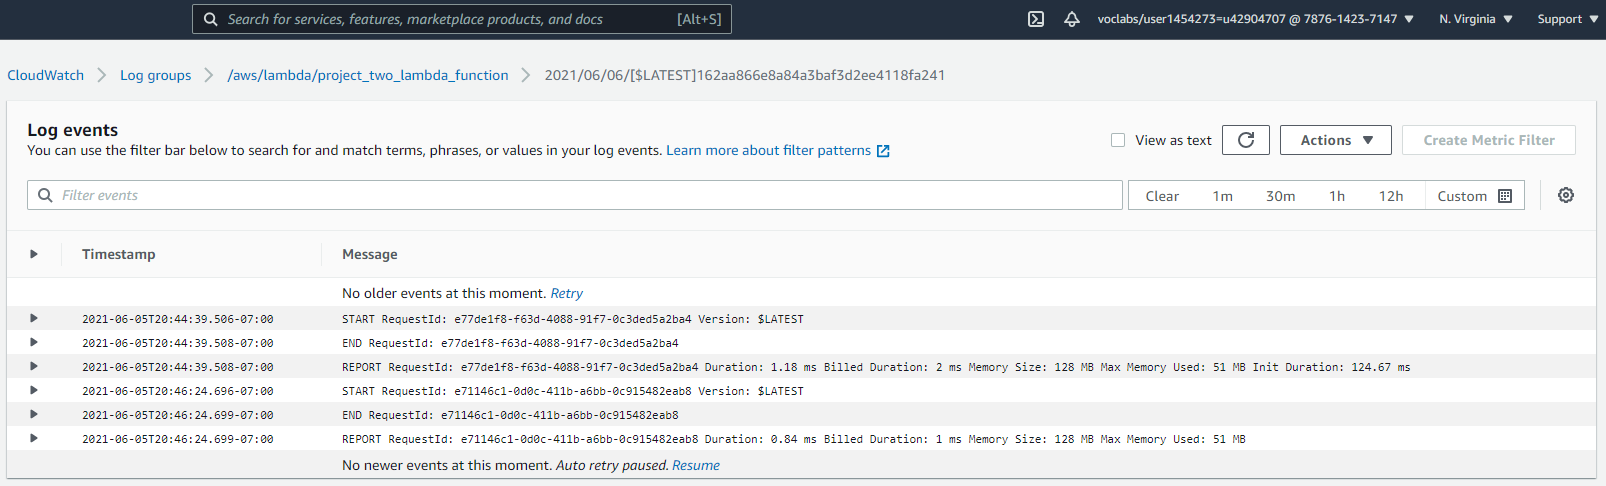 Search for services, features, marketplace products, and docs [Alt+S] voclabs/user1454273=u42904707 @ 7876-1423-7147 N. Virginia Support
CloudWatch Log groups /aws/lambda/project_two_lambda_function 2021/06/06/[$LATEST]162aa866e8a84a3baf3d2ee4118fa241
Log events
You can use the filter bar below to search for and match terms, phrases, or values in your log events. Learn more about filter patterns
View as text Actions Create Metric Filter
Filter events Clear 1m 30m 1h 12h Custom
Timestamp Message
No older events at this moment. Retry
2021-06-05T20:44:39.506-07:00 START RequestId: e77de1f8-f63d-4088-91f7-0c3ded5a2ba4 Version: $LATEST
2021-06-05T20:44:39.508-07:00 END RequestId: e77de1f8-f63d-4088-91f7-0c3ded5a2ba4
2021-06-05T20:44:39.508-07:00 REPORT RequestId: e77de1f8-f63d-4088-91f7-0c3ded5a2ba4 Duration: 1.18 ms Billed Duration: 2 ms Memory Size: 128 MB Max Memory Used: 51 MB Init Duration: 124.67 ms
2021-06-05T20:46:24.696-07:00 START RequestId: e71146c1-0d0c-411b-a6bb-0c915482eab8 Version: $LATEST
2021-06-05T20:46:24.699-07:00 END RequestId: e71146c1-0d0c-411b-a6bb-0c915482eab8
2021-06-05T20:46:24.699-07:00 REPORT RequestId: e71146c1-0d0c-411b-a6bb-0c915482eab8 Duration: 0.84 ms Billed Duration: 1 ms Memory Size: 128 MB Max Memory Used: 51 MB
No newer events at this moment. Auto retry paused. Resume